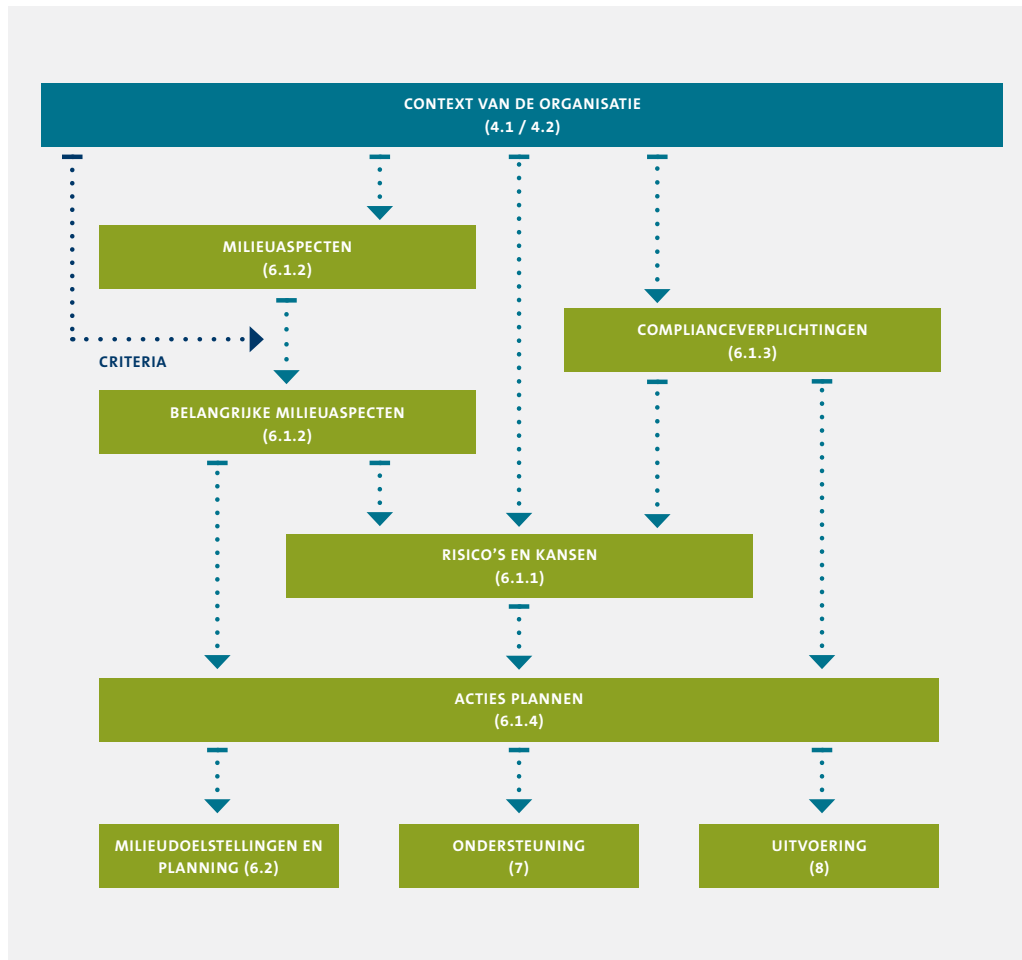 CONTEXT VAN DE ORGANISATIE
(4.1 / 4.2)
MILIEUASPECTEN
(6.1.2)
COMPLIANCEVERPLICHTINGEN
(6.1.3)
CRITERIA
BELANGRIJKE MILIEUASPECTEN
(6.1.2)
RISICO’S EN KANSEN
(6.1.1)
ACTIES PLANNEN
(6.1.4)
MILIEUDOELSTELLINGEN EN
PLANNING (6.2)
ONDERSTEUNING
(7)
UITVOERING
(8)